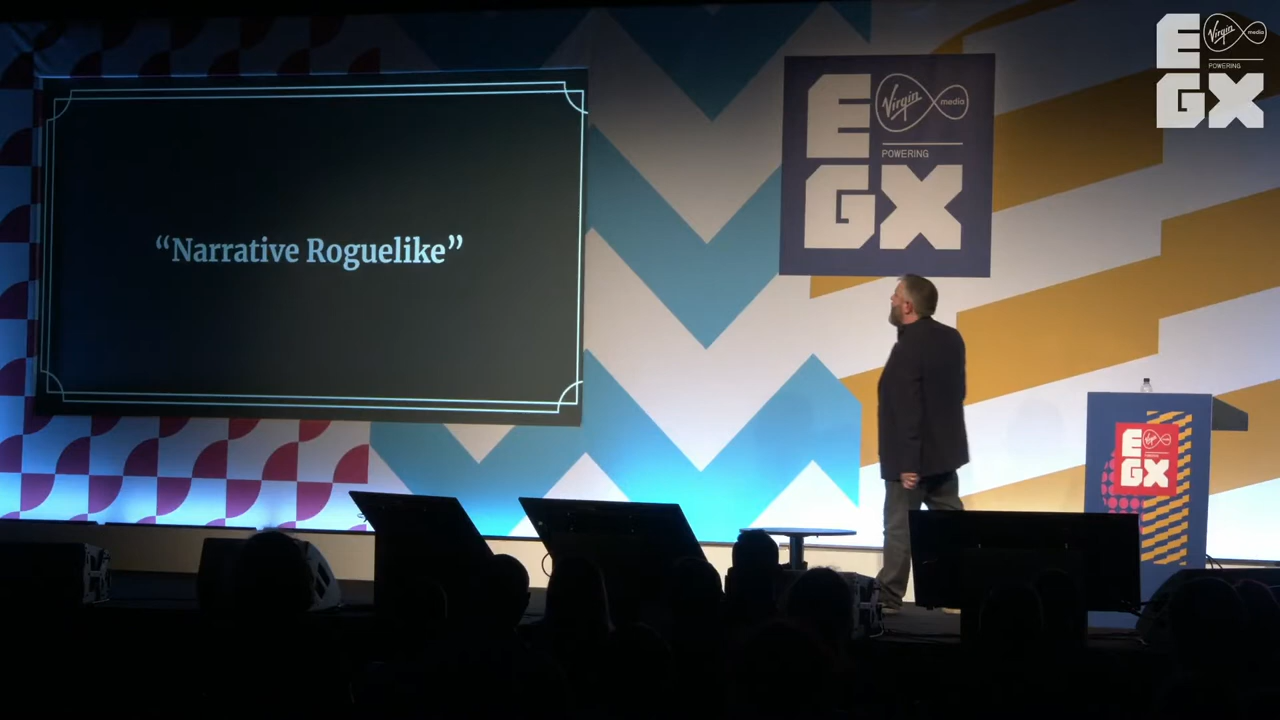 “Narrative Roguelike”
E
Virgin media
POWERING
GX
E
Virgin media
POWERING
GX
E
GX